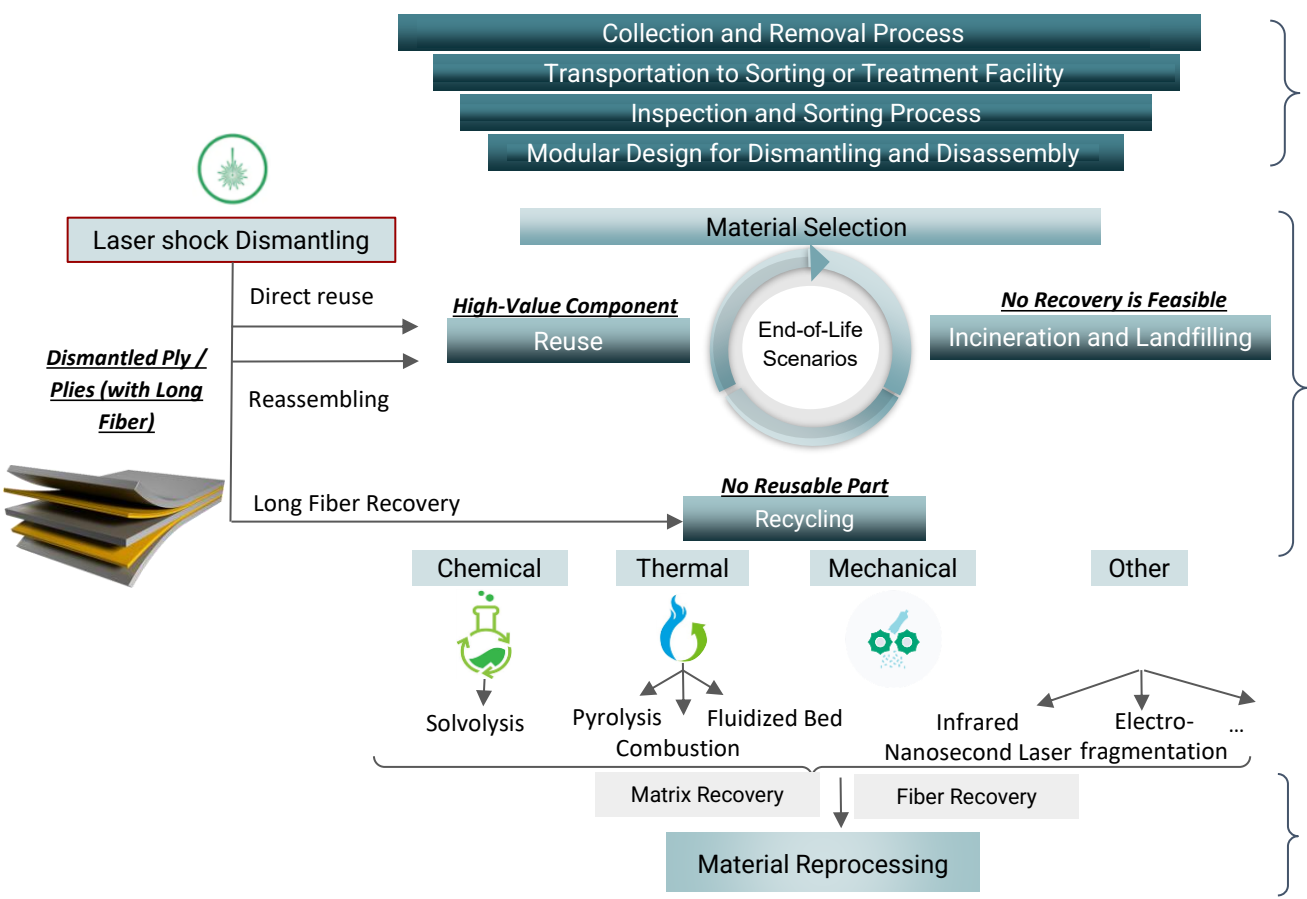 Collection and Removal Process
Transportation to Sorting or Treatment Facility
Inspection and Sorting Process
Modular Design for Dismantling and Disassembly
Laser shock Dismantling
Material Selection
Direct reuse
High-Value Component
Reuse
End-of-Life
Scenarios
No Recovery is Feasible
Incineration and Landfilling
Dismantled Ply /
Plies (with Long
Fiber)
Reassembling
Long Fiber Recovery
No Reusable Part
Recycling
Chemical
Thermal
Mechanical
Other
Solvolysis
Pyrolysis
Fluidized Bed
Combustion
Infrared
Nanosecond Laser
Electro-
fragmentation
...
Matrix Recovery
Fiber Recovery
Material Reprocessing